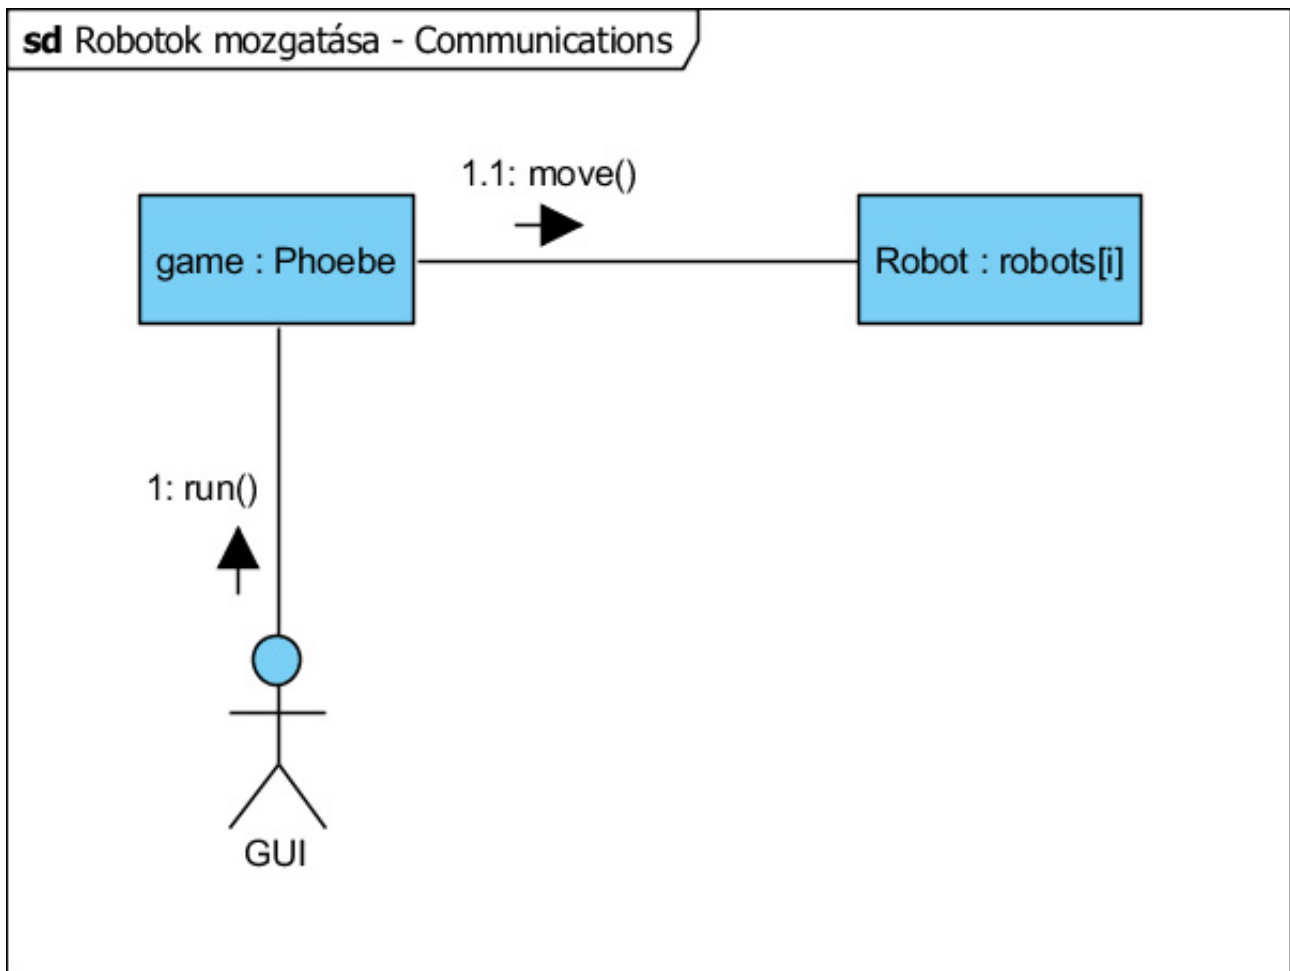 sd Robotok mozgatása - Communications
1.1: move()
game : Phoebe
Robot : robots[i]
1: run()
GUI